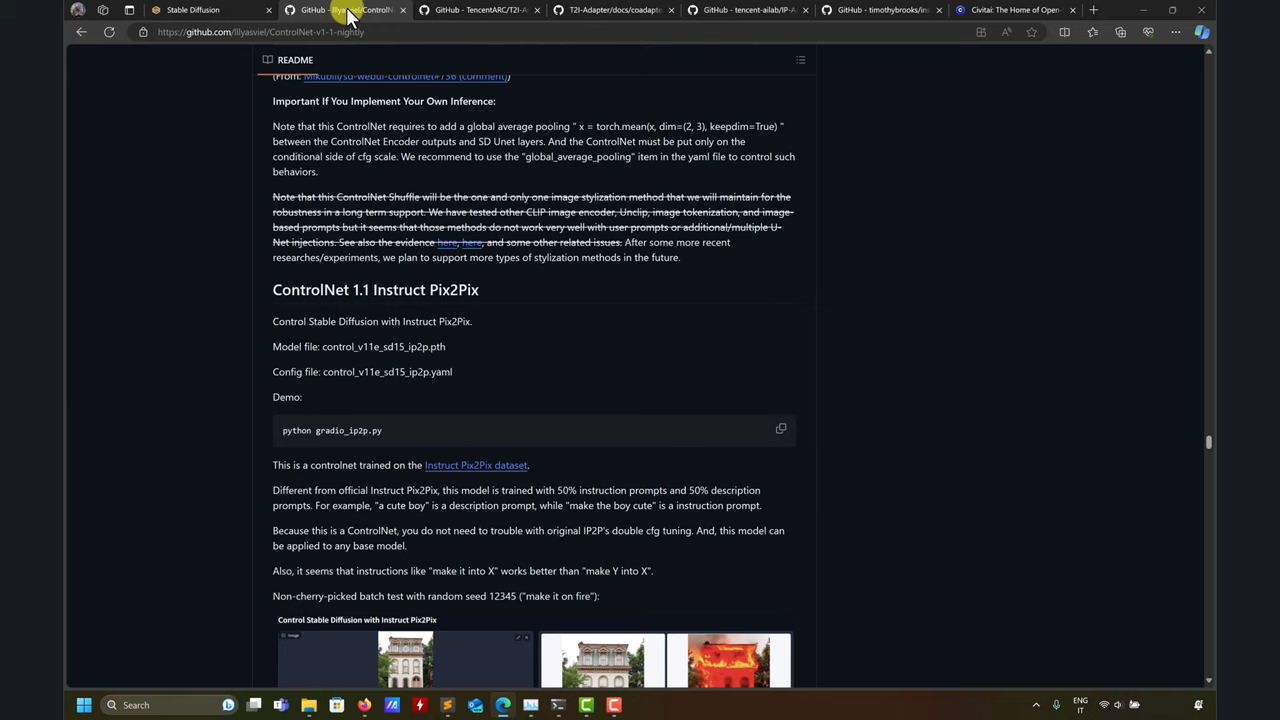 Stable Diffusion
GitHub - lllyasviel/ControlN
GitHub - TencentARC/T2I-A
T2I-Adapter/docs/coadapte
GitHub - tencent-ailab/IP-A
GitHub - timothybrooks/in
Civitai: The Home of Open-
https://github.com/lllyasviel/ControlNet-v1-1-nightly
README
(From: Mikubill/sd-webui-controlnet#736 (comment))
Important If You Implement Your Own Inference:
Note that this ControlNet requires to add a global average pooling " x = torch.mean(x, dim=(2, 3), keepdim=True) "
between the ControlNet Encoder outputs and SD Unet layers. And the ControlNet must be put only on the
conditional side of cfg scale. We recommend to use the "global_average_pooling" item in the yaml file to control such
behaviors.
Note that this ControlNet Shuffle will be the one and only one image stylization method that we will maintain for the
robustness in a long term support. We have tested other CLIP image encoder, Unclip, image tokenization, and image-
based prompts but it seems that those methods do not work very well with user prompts or additional/multiple U-
Net injections. See also the evidence here, here, and some other related issues. After some more recent
researches/experiments, we plan to support more types of stylization methods in the future.
ControlNet 1.1 Instruct Pix2Pix
Control Stable Diffusion with Instruct Pix2Pix.
Model file: control_v11e_sd15_ip2p.pth
Config file: control_v11e_sd15_ip2p.yaml
Demo:
python gradio_ip2p.py
This is a controlnet trained on the Instruct Pix2Pix dataset.
Different from official Instruct Pix2Pix, this model is trained with 50% instruction prompts and 50% description
prompts. For example, "a cute boy" is a description prompt, while "make the boy cute" is a instruction prompt.
Because this is a ControlNet, you do not need to trouble with original IP2P's double cfg tuning. And, this model can
be applied to any base model.
Also, it seems that instructions like "make it into X" works better than "make Y into X".
Non-cherry-picked batch test with random seed 12345 ("make it on fire"):
Control Stable Diffusion with Instruct Pix2Pix
Image
Search
ENG
IT